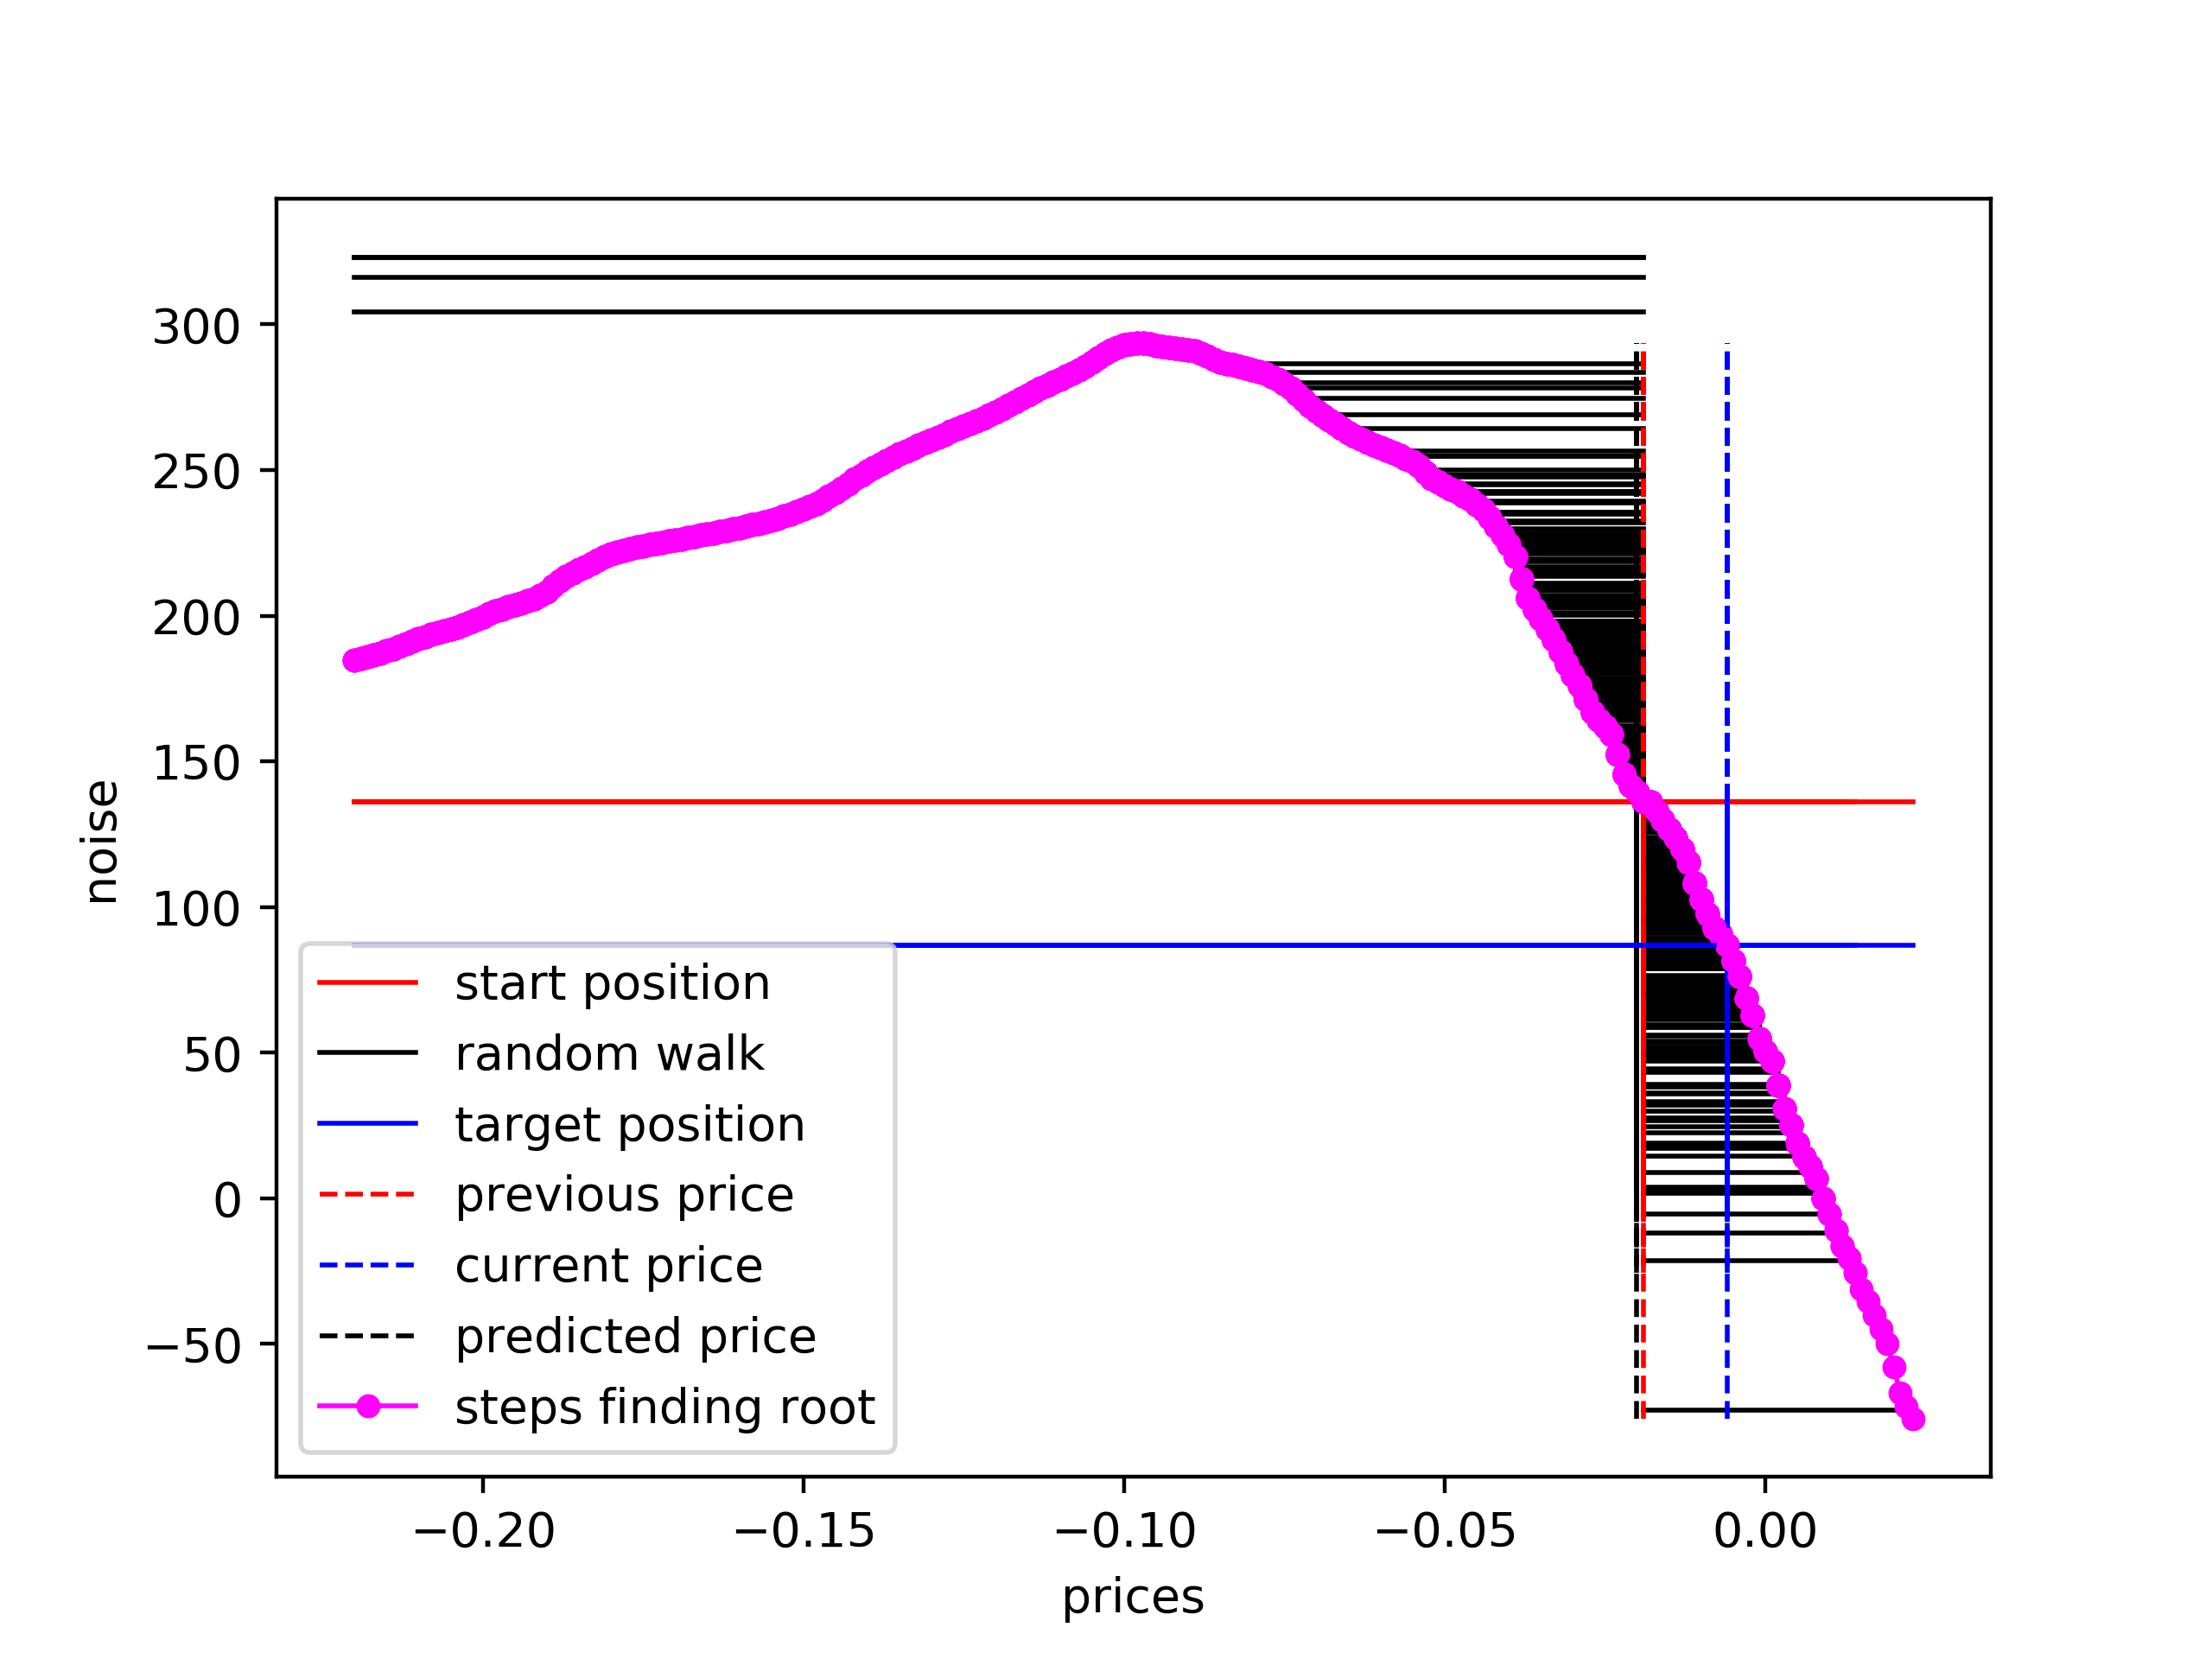 300
250
200
150
100
50
0
−50
noise
start position
random walk
target position
previous price
current price
predicted price
steps finding root
−0.20 −0.15 −0.10 −0.05 0.00
prices